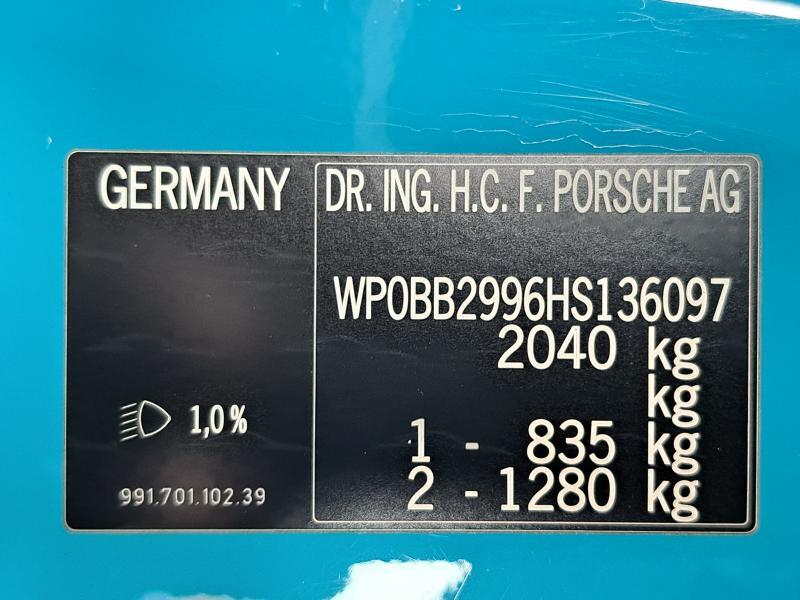 GERMANY
DR. ING. H.C. F. PORSCHE AG
WP0BB2996HS136097
2040 kg
kg
1 - 835 kg
2 - 1280 kg
1,0%
991.701.102.39